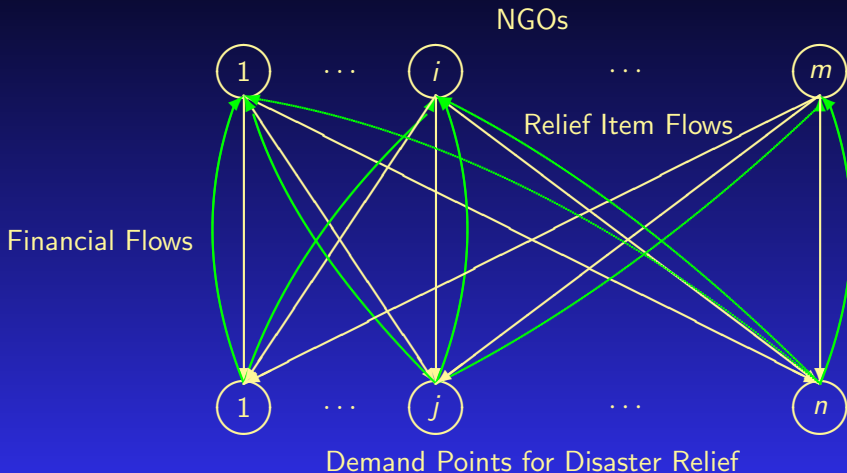 NGOs
1 ··· i ··· m
Relief Item Flows
Financial Flows
1 ··· j ··· n
Demand Points for Disaster Relief